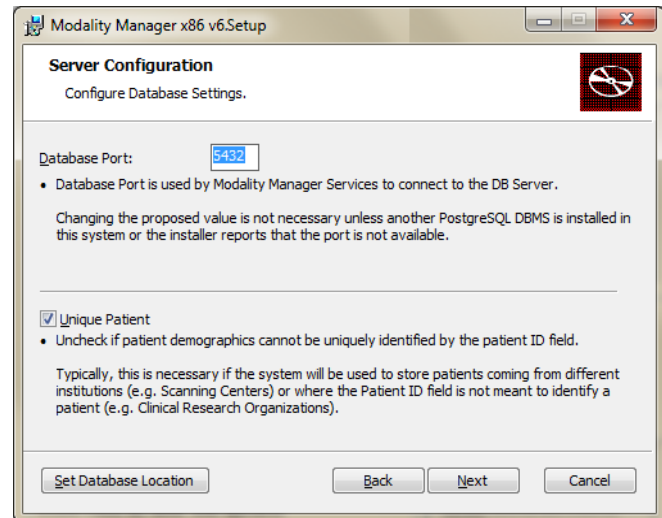 Modality Manager x86 v6.Setup
Server Configuration
Configure Database Settings.
Database Port: 5432
• Database Port is used by Modality Manager Services to connect to the DB Server.
Changing the proposed value is not necessary unless another PostgreSQL DBMS is installed in
this system or the installer reports that the port is not available.
Unique Patient
• Uncheck if patient demographics cannot be uniquely identified by the patient ID field.
Typically, this is necessary if the system will be used to store patients coming from different
institutions (e.g. Scanning Centers) or where the Patient ID field is not meant to identify a
patient (e.g. Clinical Research Organizations).
Set Database Location Back Next Cancel